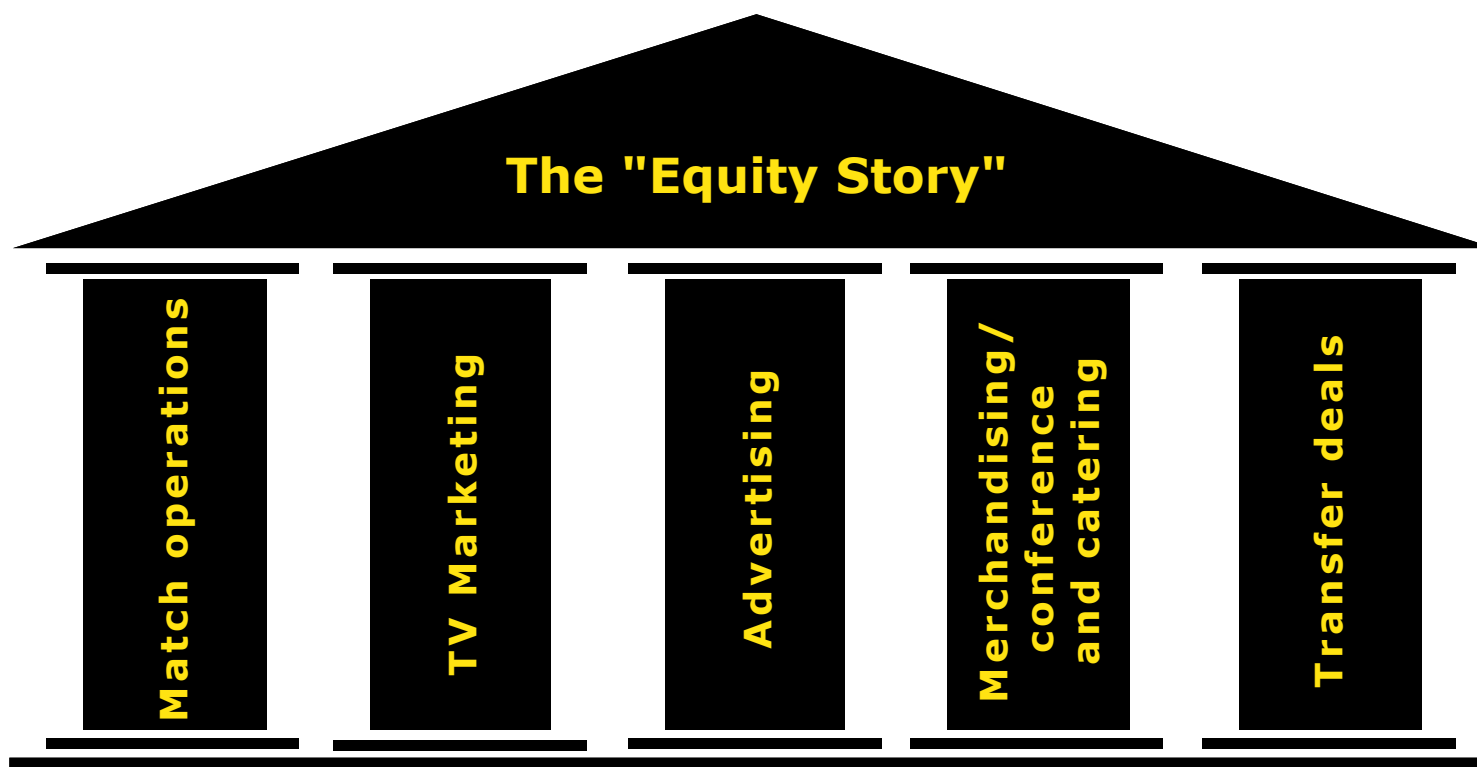 The "Equity Story"
Match operations
TV Marketing
Advertising
Merchandising/
conference
and catering
Transfer deals